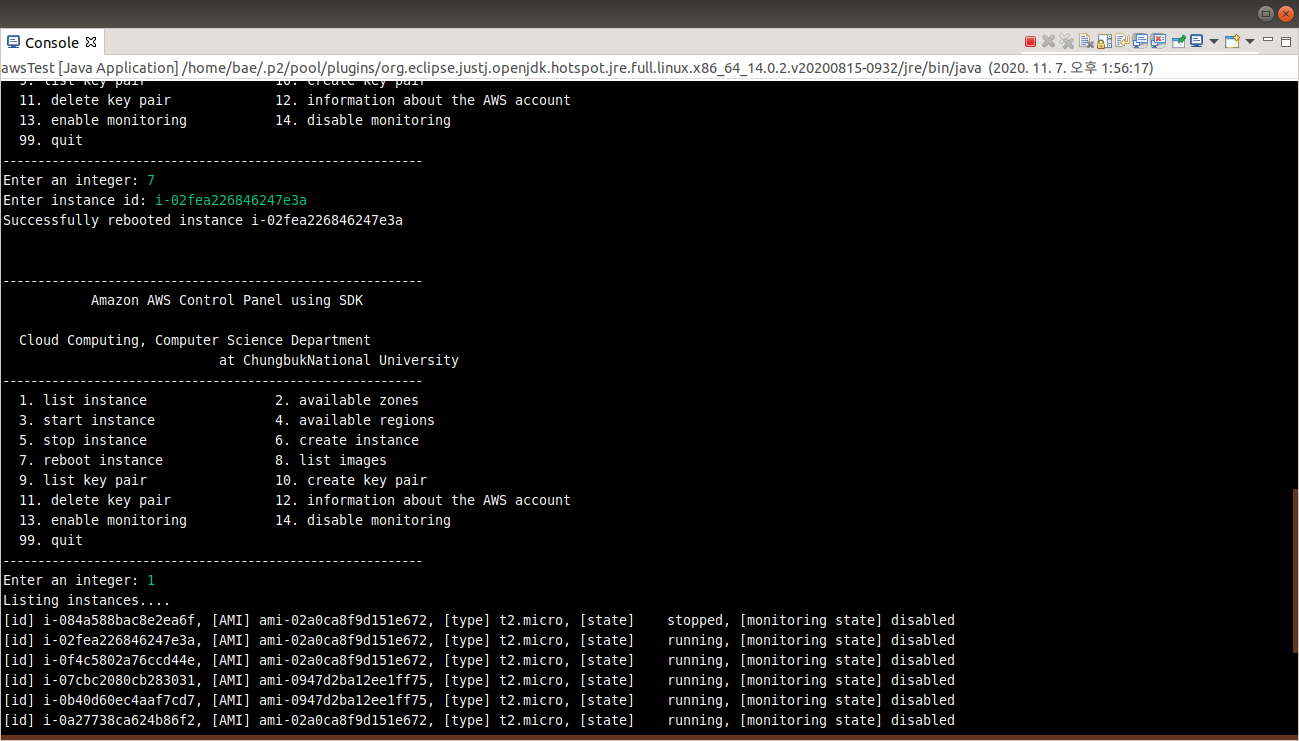 Console
awsTest [Java Application] /home/bae/.p2/pool/plugins/org.eclipse.justj.openjdk.hotspot.jre.full.linux.x86_64_14.0.2.v20200815-0932/jre/bin/java (2020. 11. 7. 오후 1:56:17)
9. list key pair 10. create key pair
11. delete key pair 12. information about the AWS account
13. enable monitoring 14. disable monitoring
99. quit
------------------------------------------------------------
Enter an integer: 7
Enter instance id: i-02fea226846247e3a
Successfully rebooted instance i-02fea226846247e3a
------------------------------------------------------------
Amazon AWS Control Panel using SDK
Cloud Computing, Computer Science Department
at ChungbukNational University
------------------------------------------------------------
1. list instance 2. available zones
3. start instance 4. available regions
5. stop instance 6. create instance
7. reboot instance 8. list images
9. list key pair 10. create key pair
11. delete key pair 12. information about the AWS account
13. enable monitoring 14. disable monitoring
99. quit
------------------------------------------------------------
Enter an integer: 1
Listing instances....
[id] i-084a588bac8e2ea6f, [AMI] ami-02a0ca8f9d151e672, [type] t2.micro, [state] stopped, [monitoring state] disabled
[id] i-02fea226846247e3a, [AMI] ami-02a0ca8f9d151e672, [type] t2.micro, [state] running, [monitoring state] disabled
[id] i-0f4c5802a76ccd44e, [AMI] ami-02a0ca8f9d151e672, [type] t2.micro, [state] running, [monitoring state] disabled
[id] i-07cbc2080cb283031, [AMI] ami-0947d2ba12ee1ff75, [type] t2.micro, [state] running, [monitoring state] disabled
[id] i-0b40d60ec4aaf7cd7, [AMI] ami-0947d2ba12ee1ff75, [type] t2.micro, [state] running, [monitoring state] disabled
[id] i-0a27738ca624b86f2, [AMI] ami-02a0ca8f9d151e672, [type] t2.micro, [state] running, [monitoring state] disabled